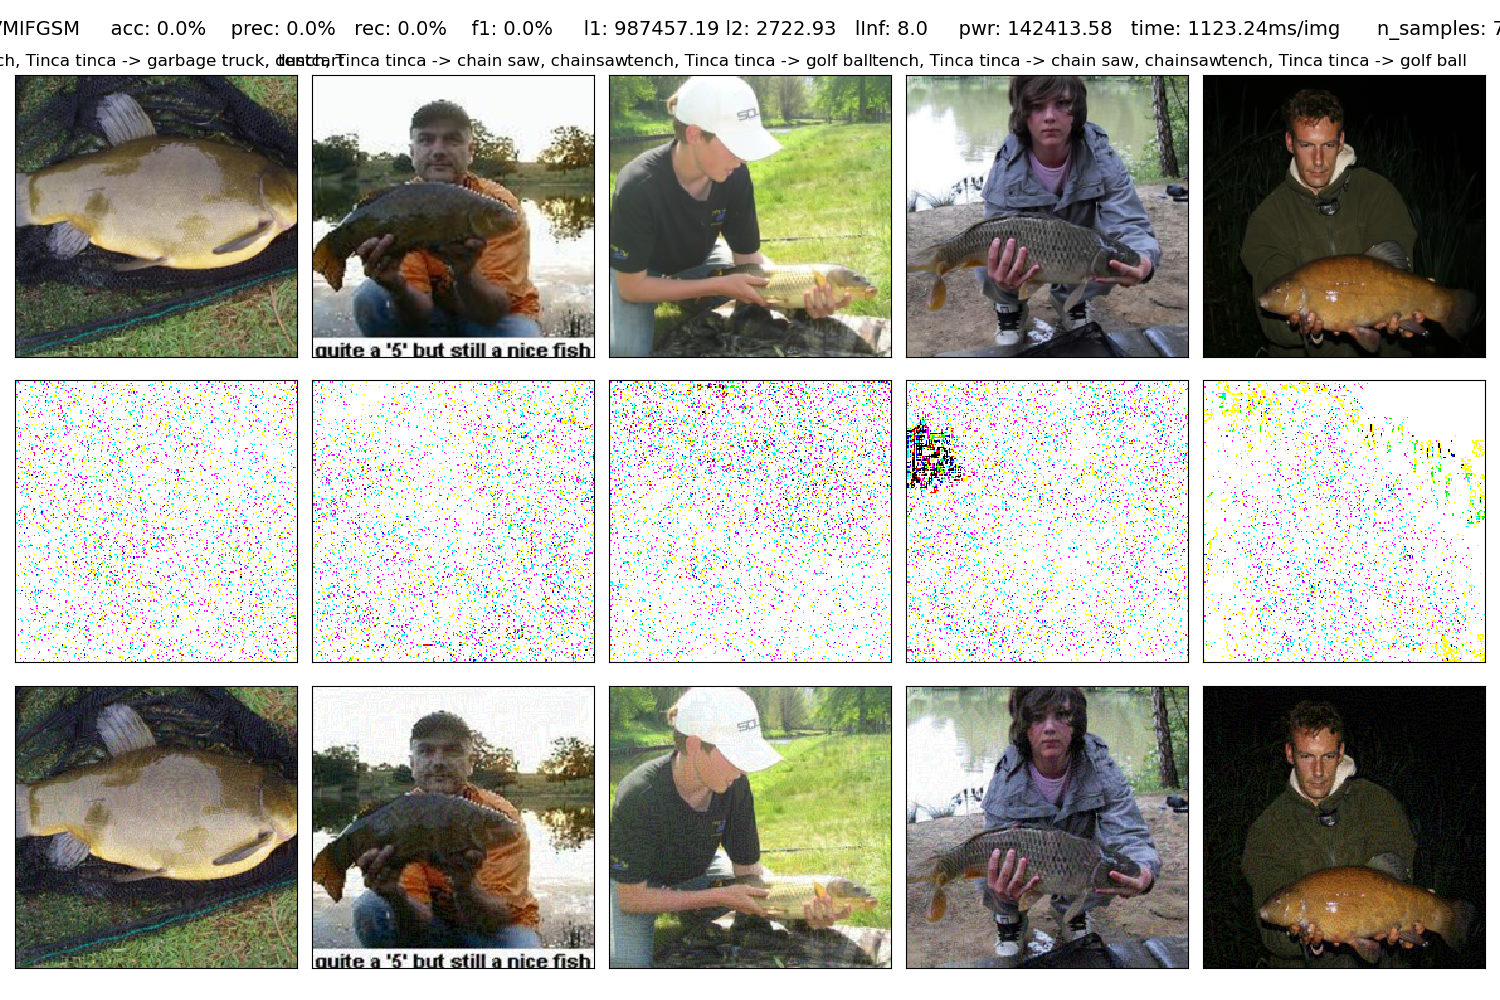 MIFGSM acc: 0.0% prec: 0.0% rec: 0.0% f1: 0.0% l1: 987457.19 l2: 2722.93 lInf: 8.0 pwr: 142413.58 time: 1123.24ms/img n_samples: 7
ch, Tinca tinca -> garbage truck, dustcart tench, Tinca tinca -> chain saw, chainsaw tench, Tinca tinca -> golf ball tench, Tinca tinca -> chain saw, chainsaw tench, Tinca tinca -> golf ball
quite a '5' but still a nice fish
quite a '5' but still a nice fish